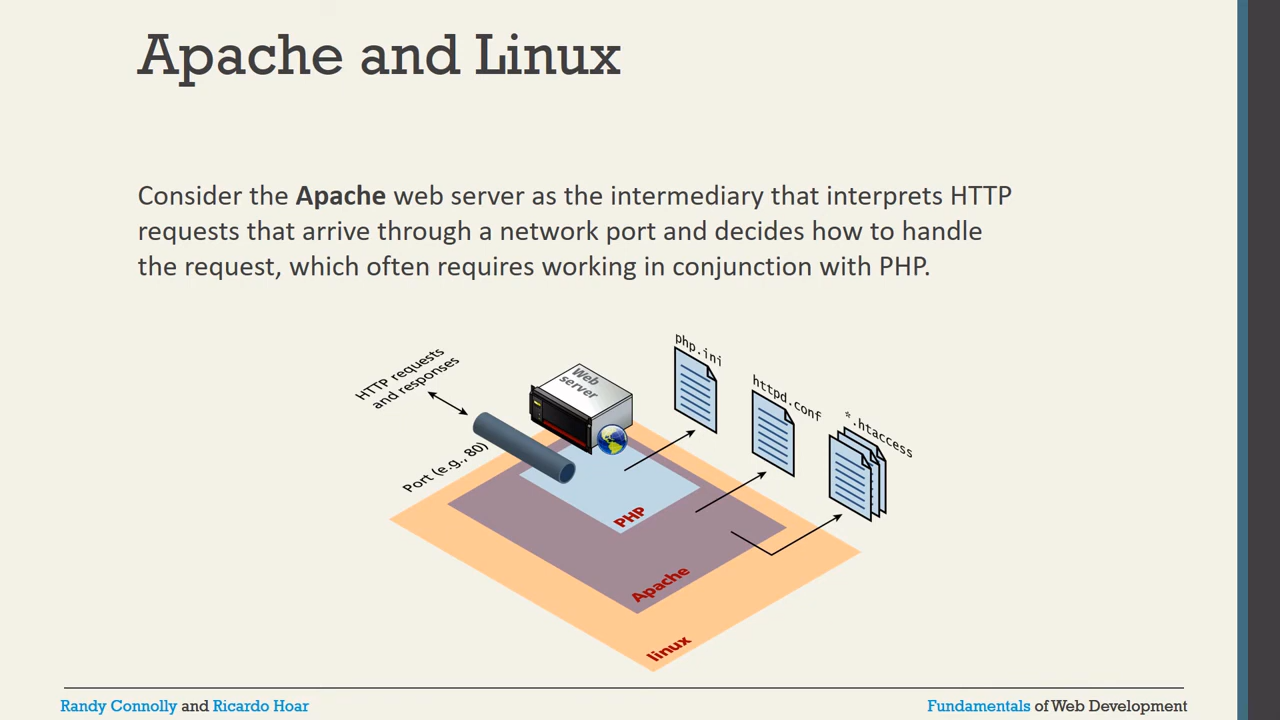 Apache and Linux
Consider the Apache web server as the intermediary that interprets HTTP
requests that arrive through a network port and decides how to handle
the request, which often requires working in conjunction with PHP.
HTTP requests
and responses
Port (e.g., 80)
Web
server
php.ini
httpd.conf
*.htaccess
PHP
Apache
linux
Randy Connolly and Ricardo Hoar
Fundamentals of Web Development